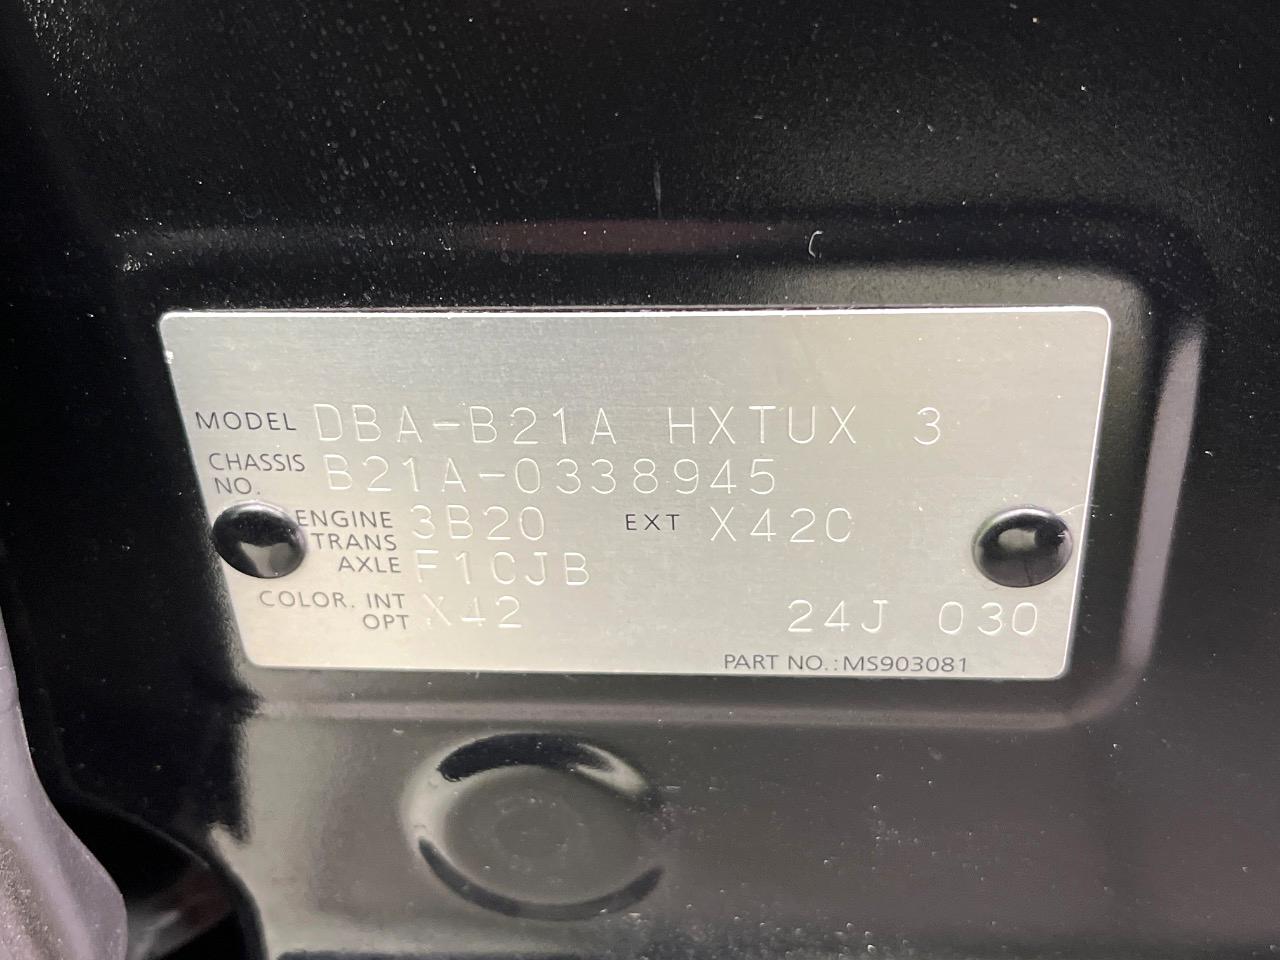 MODEL DBA-B21A HXTUX 3
CHASSIS NO. B21A-0338945
ENGINE 3B20 EXT X42C
TRANS AXLE F1CJB
COLOR. INT OPT X42 24J 030
PART NO.:MS903081